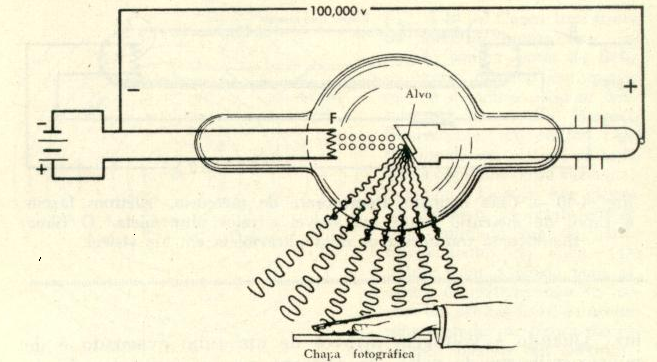 100,000 v
−
+
−
+
F
Alvo
Chapa fotográfica